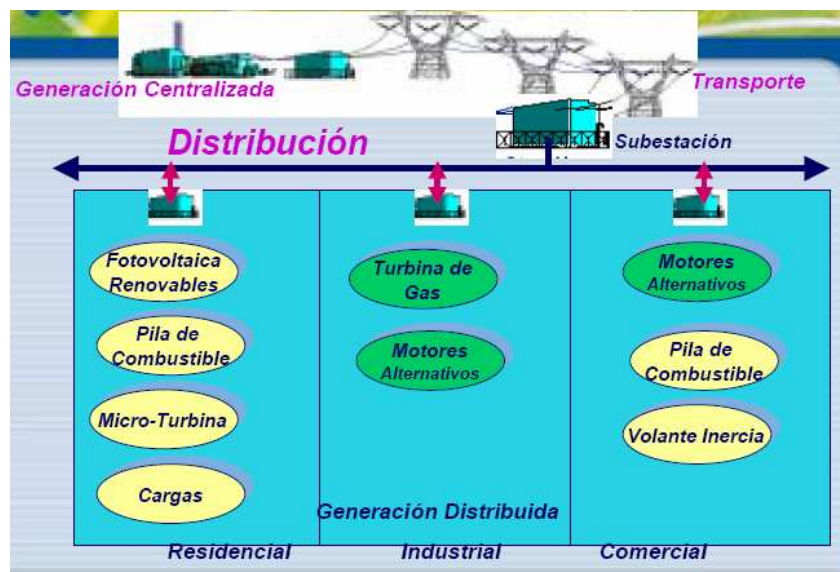 Generación Centralizada
Transporte
Distribución
Subestación
Fotovoltaica
Renovables
Pila de
Combustible
Micro-Turbina
Cargas
Turbina de
Gas
Motores
Alternativos
Motores
Alternativos
Pila de
Combustible
Volante Inercia
Generación Distribuida
Residencial
Industrial
Comercial